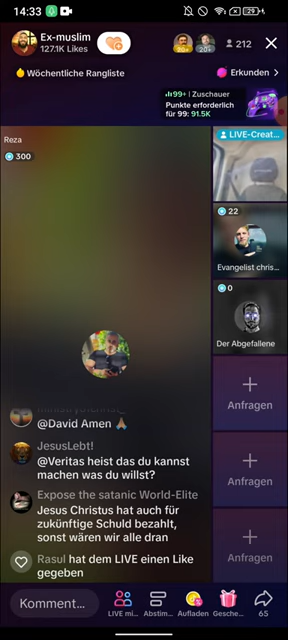 14:33
29
Ex-muslim
127.1K Likes
20+
20+
212
Wöchentliche Rangliste
Erkunden >
99+ | Zuschauer
Punkte erforderlich
für 99: 91.5K
Reza
300
LIVE-Creat...
22
Evangelist chris...
0
Der Abgefallene
Anfragen
Anfragen
Anfragen
@David Amen 🙏
JesusLebt!
@Veritas heist das du kannst
machen was du willst?
Expose the satanic World-Elite
Jesus Christus hat auch für
zukünftige Schuld bezahlt,
sonst wären wir alle dran
Rasul hat dem LIVE einen Like
gegeben
Komment...
LIVE mi...
Abstim...
Aufladen
Gesche...
65